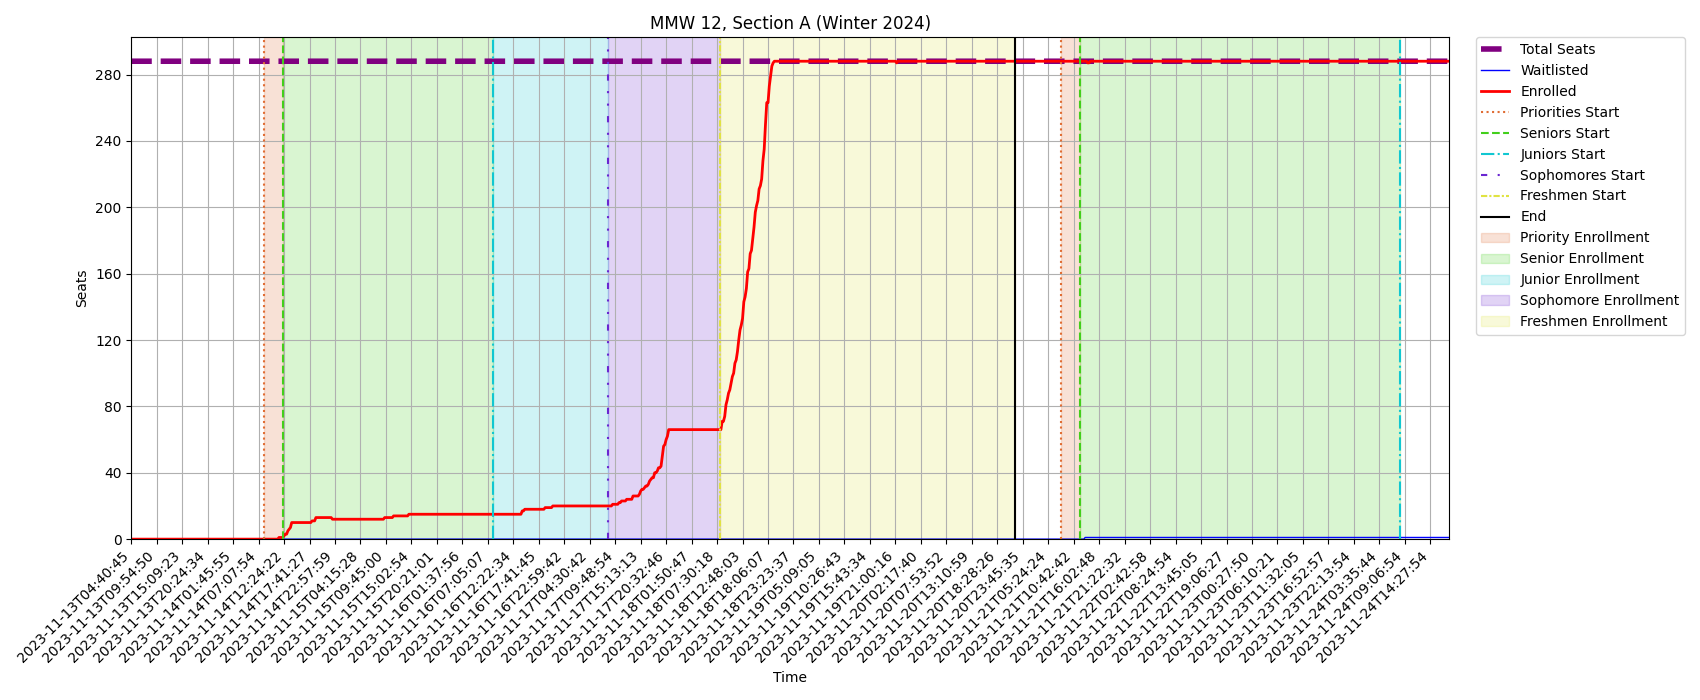 MMW 12, Section A (Winter 2024)
Seats
280
240
200
160
120
80
40
0
2023-11-13T04:40:45
2023-11-13T09:54:50
2023-11-13T15:09:23
2023-11-13T20:24:34
2023-11-14T01:45:55
2023-11-14T07:07:54
2023-11-14T12:24:22
2023-11-14T17:41:27
2023-11-14T22:57:59
2023-11-15T04:15:28
2023-11-15T09:45:00
2023-11-15T15:02:54
2023-11-15T20:21:01
2023-11-16T01:37:56
2023-11-16T07:05:07
2023-11-16T12:22:34
2023-11-16T17:41:45
2023-11-16T22:59:42
2023-11-17T04:30:42
2023-11-17T09:48:54
2023-11-17T15:13:13
2023-11-17T20:32:46
2023-11-18T01:50:47
2023-11-18T07:30:18
2023-11-18T12:48:03
2023-11-18T18:06:07
2023-11-18T23:23:37
2023-11-19T05:09:05
2023-11-19T10:26:43
2023-11-19T15:43:34
2023-11-19T21:00:16
2023-11-20T02:17:40
2023-11-20T07:53:52
2023-11-20T13:10:59
2023-11-20T18:28:26
2023-11-20T23:45:35
2023-11-21T05:24:24
2023-11-21T10:42:42
2023-11-21T16:02:48
2023-11-21T21:22:32
2023-11-22T02:42:58
2023-11-22T08:24:54
2023-11-22T13:45:05
2023-11-22T19:06:27
2023-11-23T00:27:50
2023-11-23T06:10:21
2023-11-23T11:32:05
2023-11-23T16:52:57
2023-11-23T22:13:54
2023-11-24T03:35:44
2023-11-24T09:06:54
2023-11-24T14:27:54
Time
Total Seats
Waitlisted
Enrolled
Priorities Start
Seniors Start
Juniors Start
Sophomores Start
Freshmen Start
End
Priority Enrollment
Senior Enrollment
Junior Enrollment
Sophomore Enrollment
Freshmen Enrollment